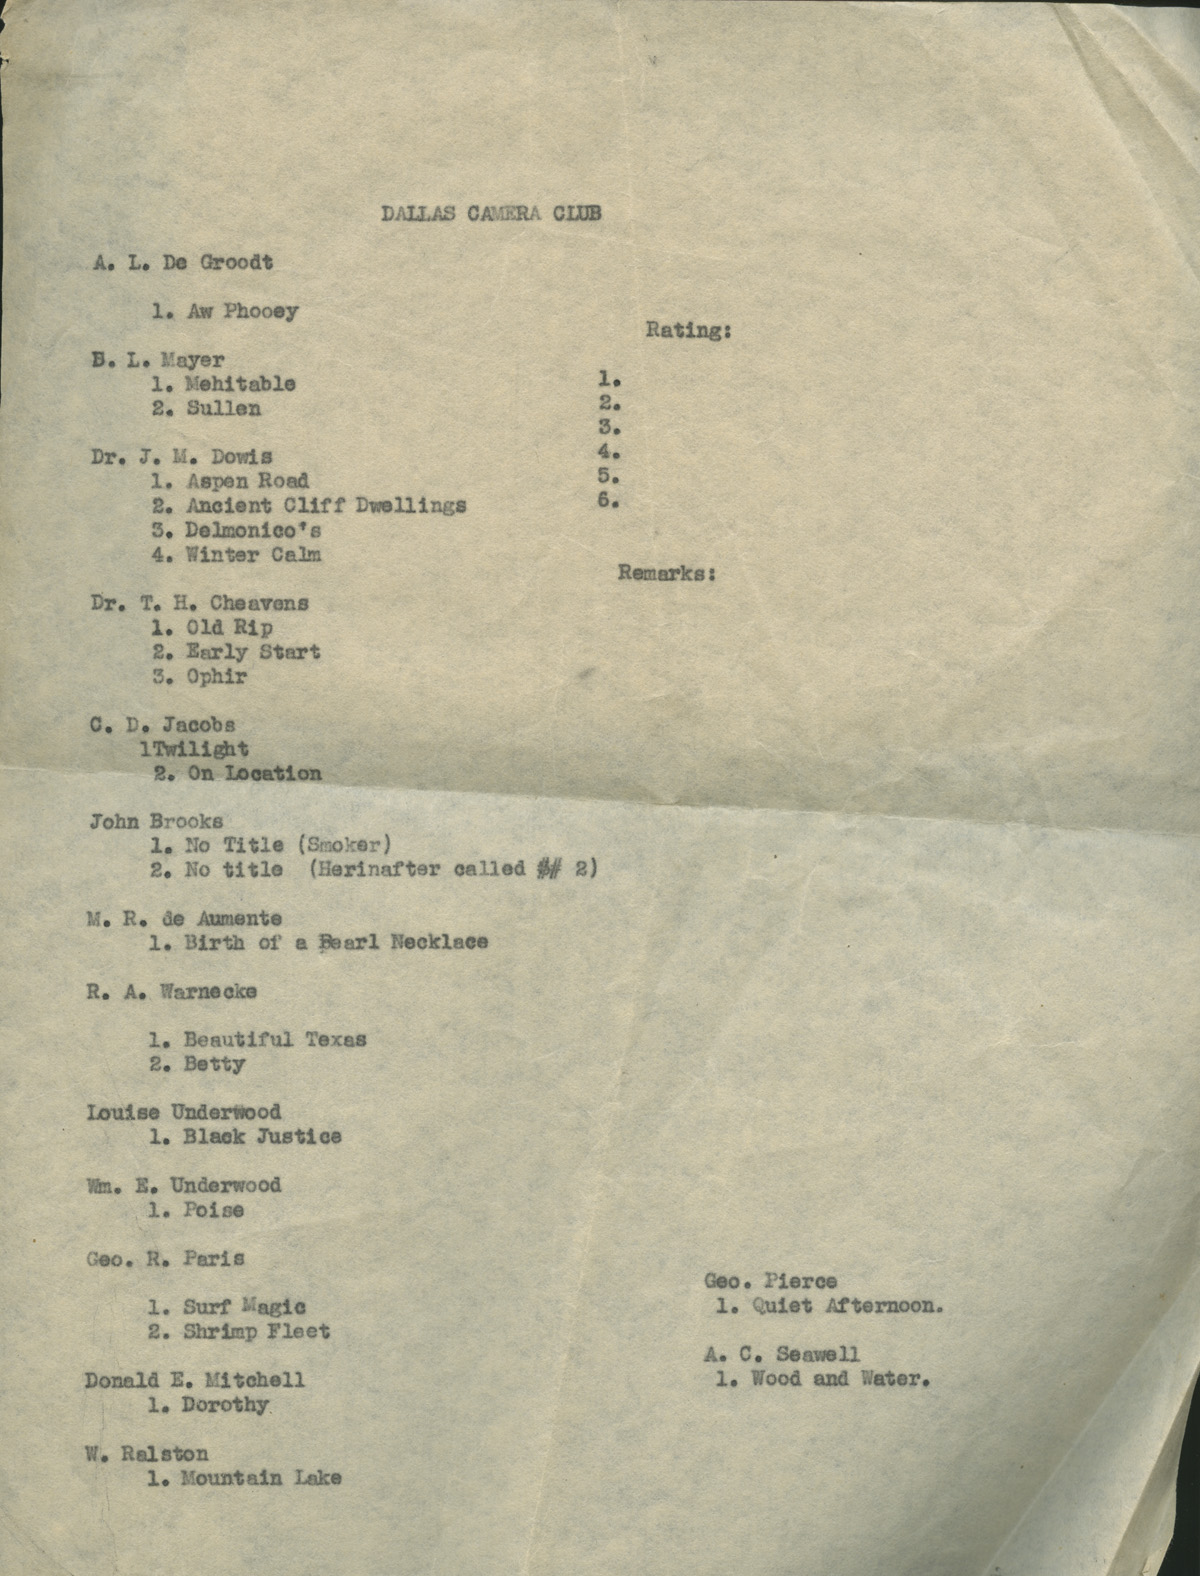 DALLAS CAMERA CLUB
A. L. De Groodt
1. Aw Phooey
B. L. Mayer
1. Mehitable
2. Sullen
Dr. J. M. Dowis
1. Aspen Road
2. Ancient Cliff Dwellings
3. Delmonico's
4. Winter Calm
Dr. T. H. Cheavens
1. Old Rip
2. Early Start
3. Ophir
C. D. Jacobs
1Twilight
2. On Location
John Brooks
1. No Title (Smoker)
2. No title (Herinafter called ## 2)
M. R. de Aumente
1. Birth of a Pearl Necklace
R. A. Warnecke
1. Beautiful Texas
2. Betty
Louise Underwood
1. Black Justice
Wm. E. Underwood
1. Poise
Geo. R. Paris
1. Surf Magic
2. Shrimp Fleet
Donald E. Mitchell
1. Dorothy
W. Ralston
1. Mountain Lake
Rating:
1.
2.
3.
4.
5.
6.
Remarks:
Geo. Pierce
1. Quiet Afternoon.
A. C. Seawell
1. Wood and Water.